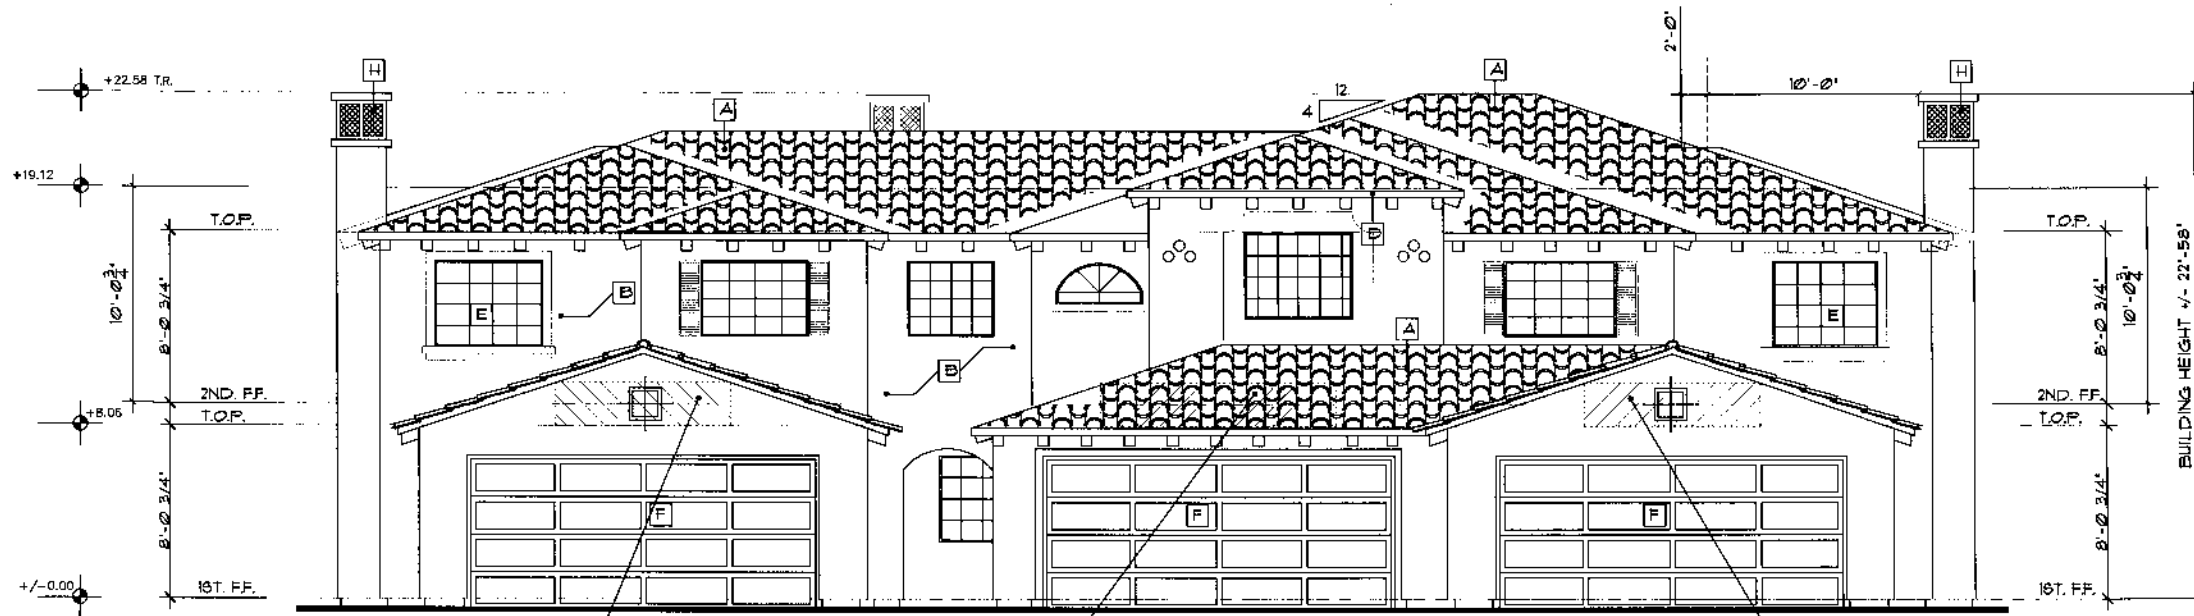 2'-0"
H
+22.58 T.R.
A
12
4
A
10'-0"
H
+19.12
T.O.P.
D
T.O.P.
10'-0 3/4"
8'-0 3/4"
E
B
A
E
8'-0 3/4"
10'-0 3/4"
BUILDING HEIGHT +/- 22'-58"
B
2ND. F.F.
+8.06
T.O.P.
2ND. F.F.
T.O.P.
8'-0 3/4"
F
F
F
8'-0 3/4"
+/-0.00
1ST. F.F.
1ST. F.F.